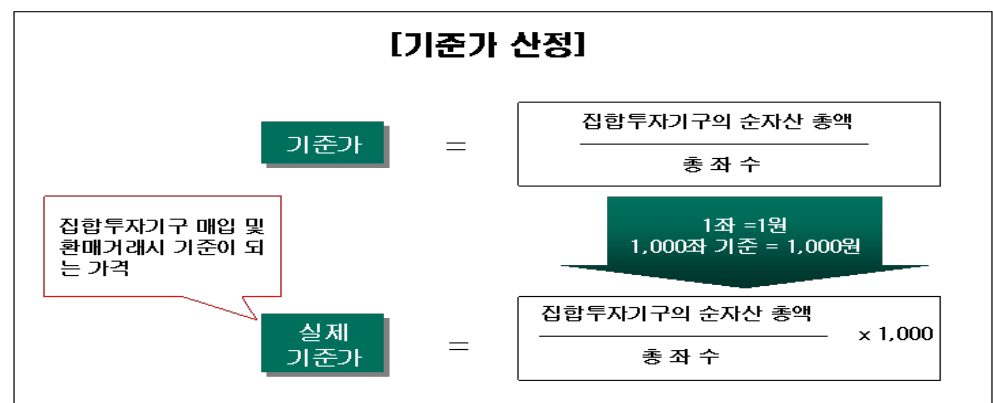 [기준가 산정]
기준가
=
집합투자기구의 순자산 총액
총 좌 수
집합투자기구 매입 및
환매거래시 기준이 되
는 가격
1좌 =1원
1,000좌 기준 = 1,000원
실제
기준가
=
집합투자기구의 순자산 총액
총 좌 수
x 1,000